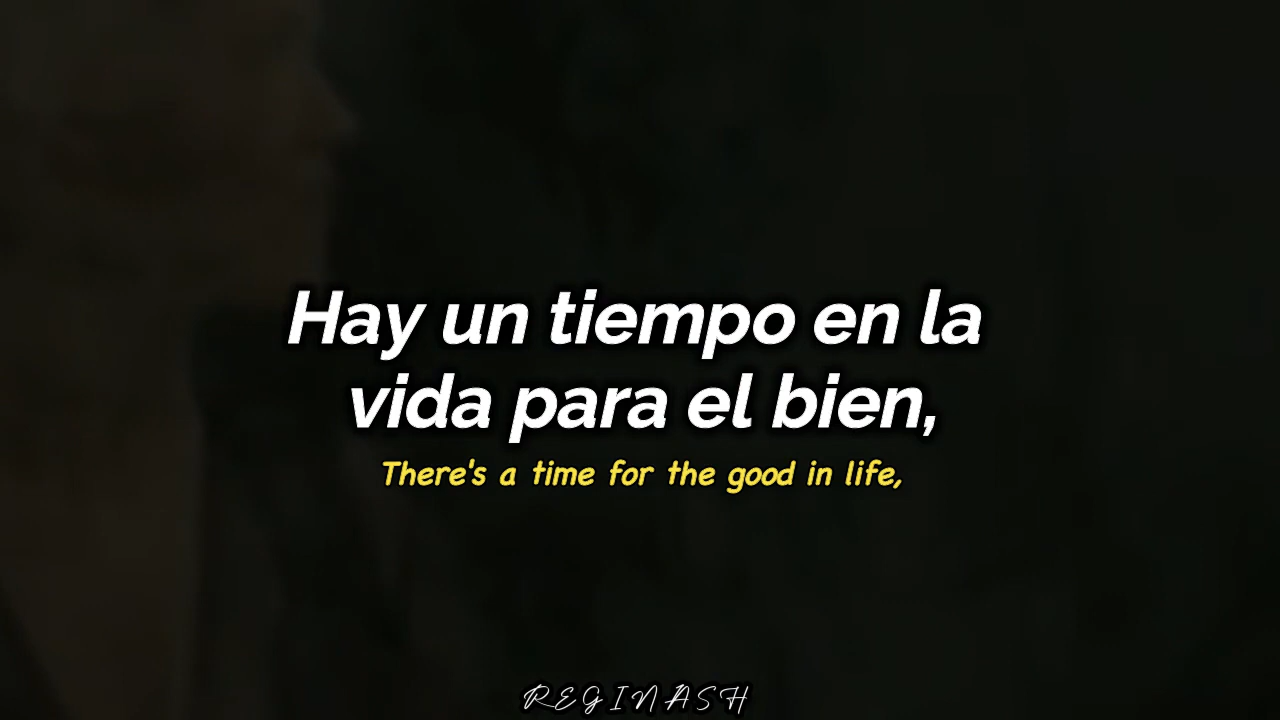 Hay un tiempo en la
vida para el bien,
There's a time for the good in life,
REGINASH